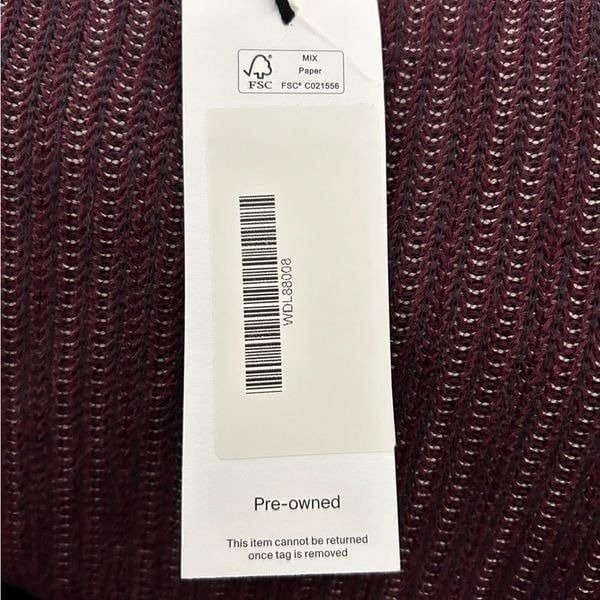 MIX
Paper
FSC
FSC® C021556
WDL88008
Pre-owned
This item cannot be returned
once tag is removed